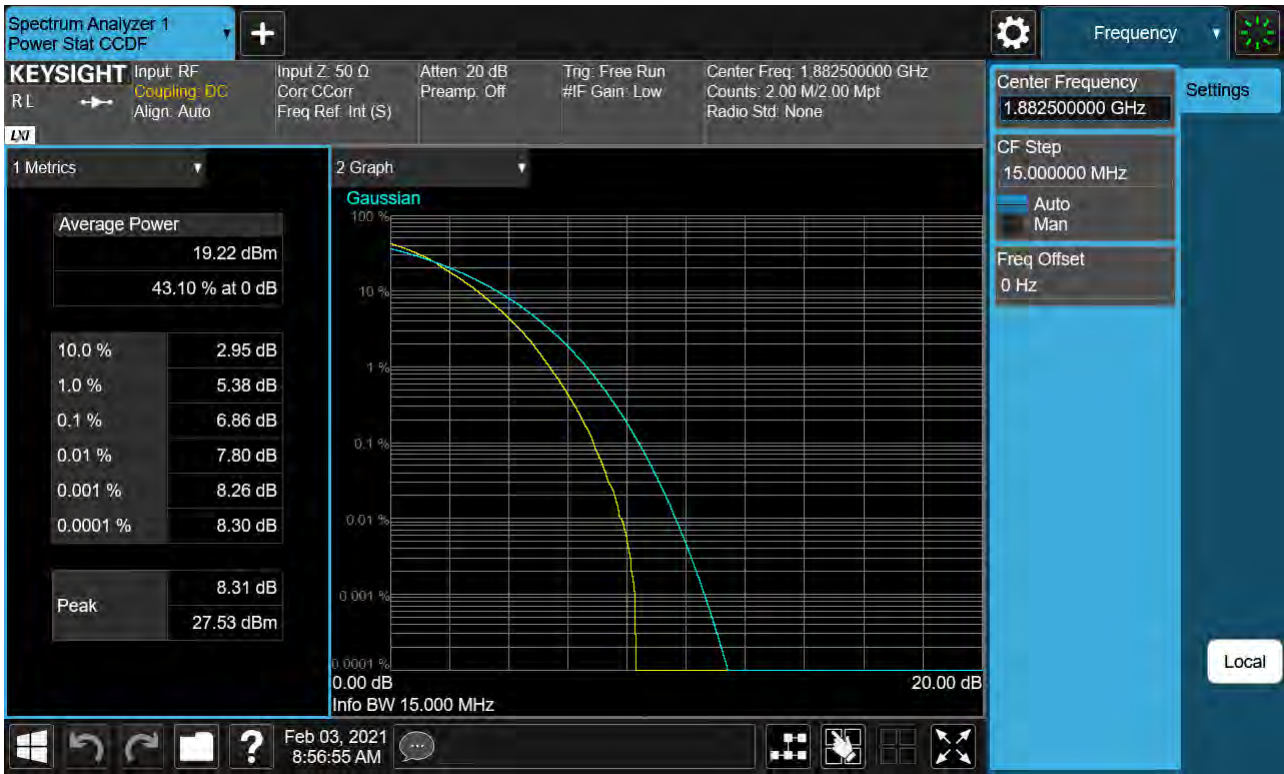 Spectrum Analyzer 1
Power Stat CCDF
+
Frequency
KEYSIGHT
RL
LXI
Input: RF
Coupling: DC
Align: Auto
Input Z: 50 Ω
Corr CCorr
Freq Ref: Int (S)
Atten: 20 dB
Preamp: Off
Trig: Free Run
#IF Gain: Low
Center Freq: 1.882500000 GHz
Counts: 2.00 M/2.00 Mpt
Radio Std: None
Center Frequency
1.882500000 GHz
Settings
CF Step
15.000000 MHz
Auto
Man
Freq Offset
0 Hz
Local
1 Metrics
Average Power
19.22 dBm
43.10 % at 0 dB
10.0 % 2.95 dB
1.0 % 5.38 dB
0.1 % 6.86 dB
0.01 % 7.80 dB
0.001 % 8.26 dB
0.0001 % 8.30 dB
Peak 8.31 dB
27.53 dBm
2 Graph
Gaussian
100 %
10 %
1 %
0.1 %
0.01 %
0.001 %
0.0001 %
0.00 dB 20.00 dB
Info BW 15.000 MHz
?
Feb 03, 2021
8:56:55 AM